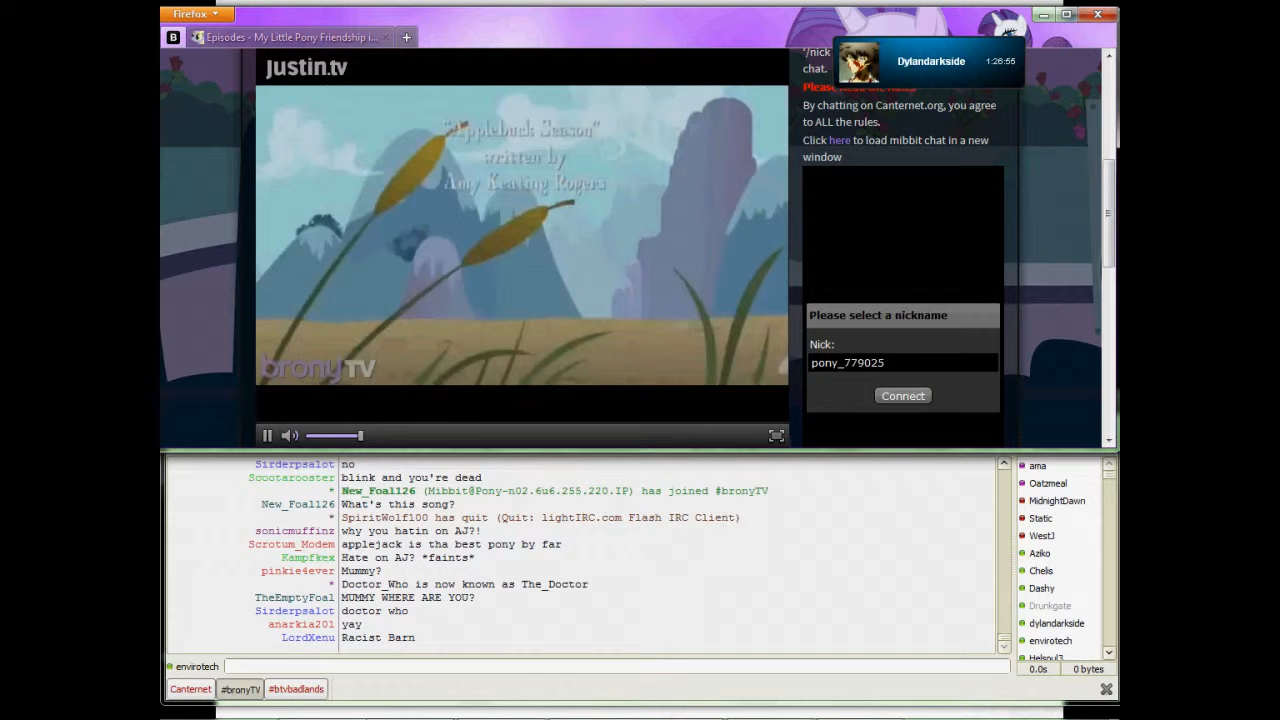 Firefox
B
Episodes - My Little Pony Friendship i...
Justin.tv
"Applebuck Season"
written by
Amy Keating Rogers
bronyTV
'/nick
chat.
Dylandarkside
1:26:55
Please Read the Rules
By chatting on Canternet.org, you agree
to ALL the rules.
Click here to load mibbit chat in a new
window
Please select a nickname
Nick:
pony_779025
Connect
Sirderpsalot no
Scootarooster blink and you're dead
* New_Foal126 (Mibbit@Pony-n02.6u6.255.220.IP) has joined #bronyTV
New_Foal126 What's this song?
* SpiritWolf100 has quit (Quit: lightIRC.com Flash IRC Client)
sonicmuffinz why you hatin on AJ?!
Scrotum_Modem applejack is tha best pony by far
Kampfkex Hate on AJ? *faints*
pinkie4ever Mummy?
* Doctor_Who is now known as The_Doctor
TheEmptyFoal MUMMY WHERE ARE YOU?
Sirderpsalot doctor who
anarkia201 yay
LordXenu Racist Barn
ama
Oatzmeal
MidnightDawn
Static
WestJ
Aziko
Chelis
Dashy
Drunkgate
dylandarkside
envirotech
Helsoul3
envirotech
0.0s
0 bytes
Canternet
#bronyTV
#btvbadlands